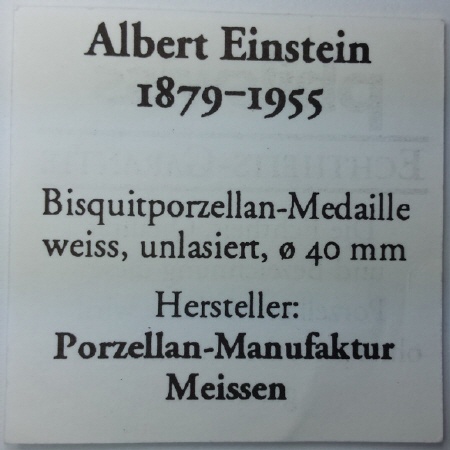 Albert Einstein
1879–1955
Bisquitporzellan-Medaille
weiss, unlasiert, ø 40 mm
Hersteller:
Porzellan-Manufaktur
Meissen